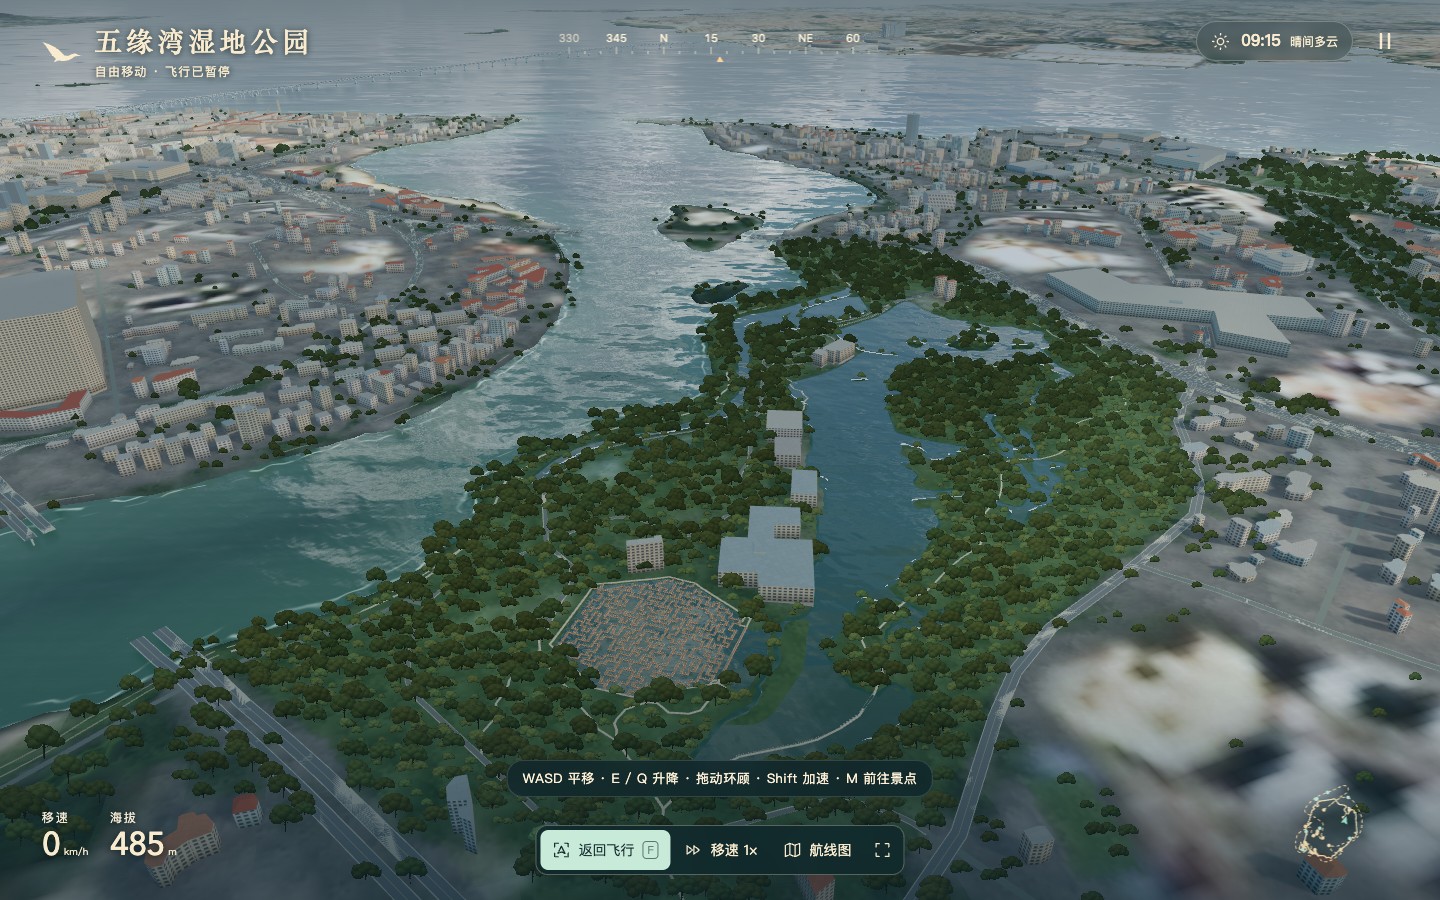 五缘湾湿地公园
自由移动 · 飞行已暂停
330 345 N 15 30 NE 60
09:15 晴间多云
WASD 平移 · E / Q 升降 · 拖动环顾 · Shift 加速 · M 前往景点
移速 海拔
0 km/h 485 m
返回飞行 F 移速 1x 航线图